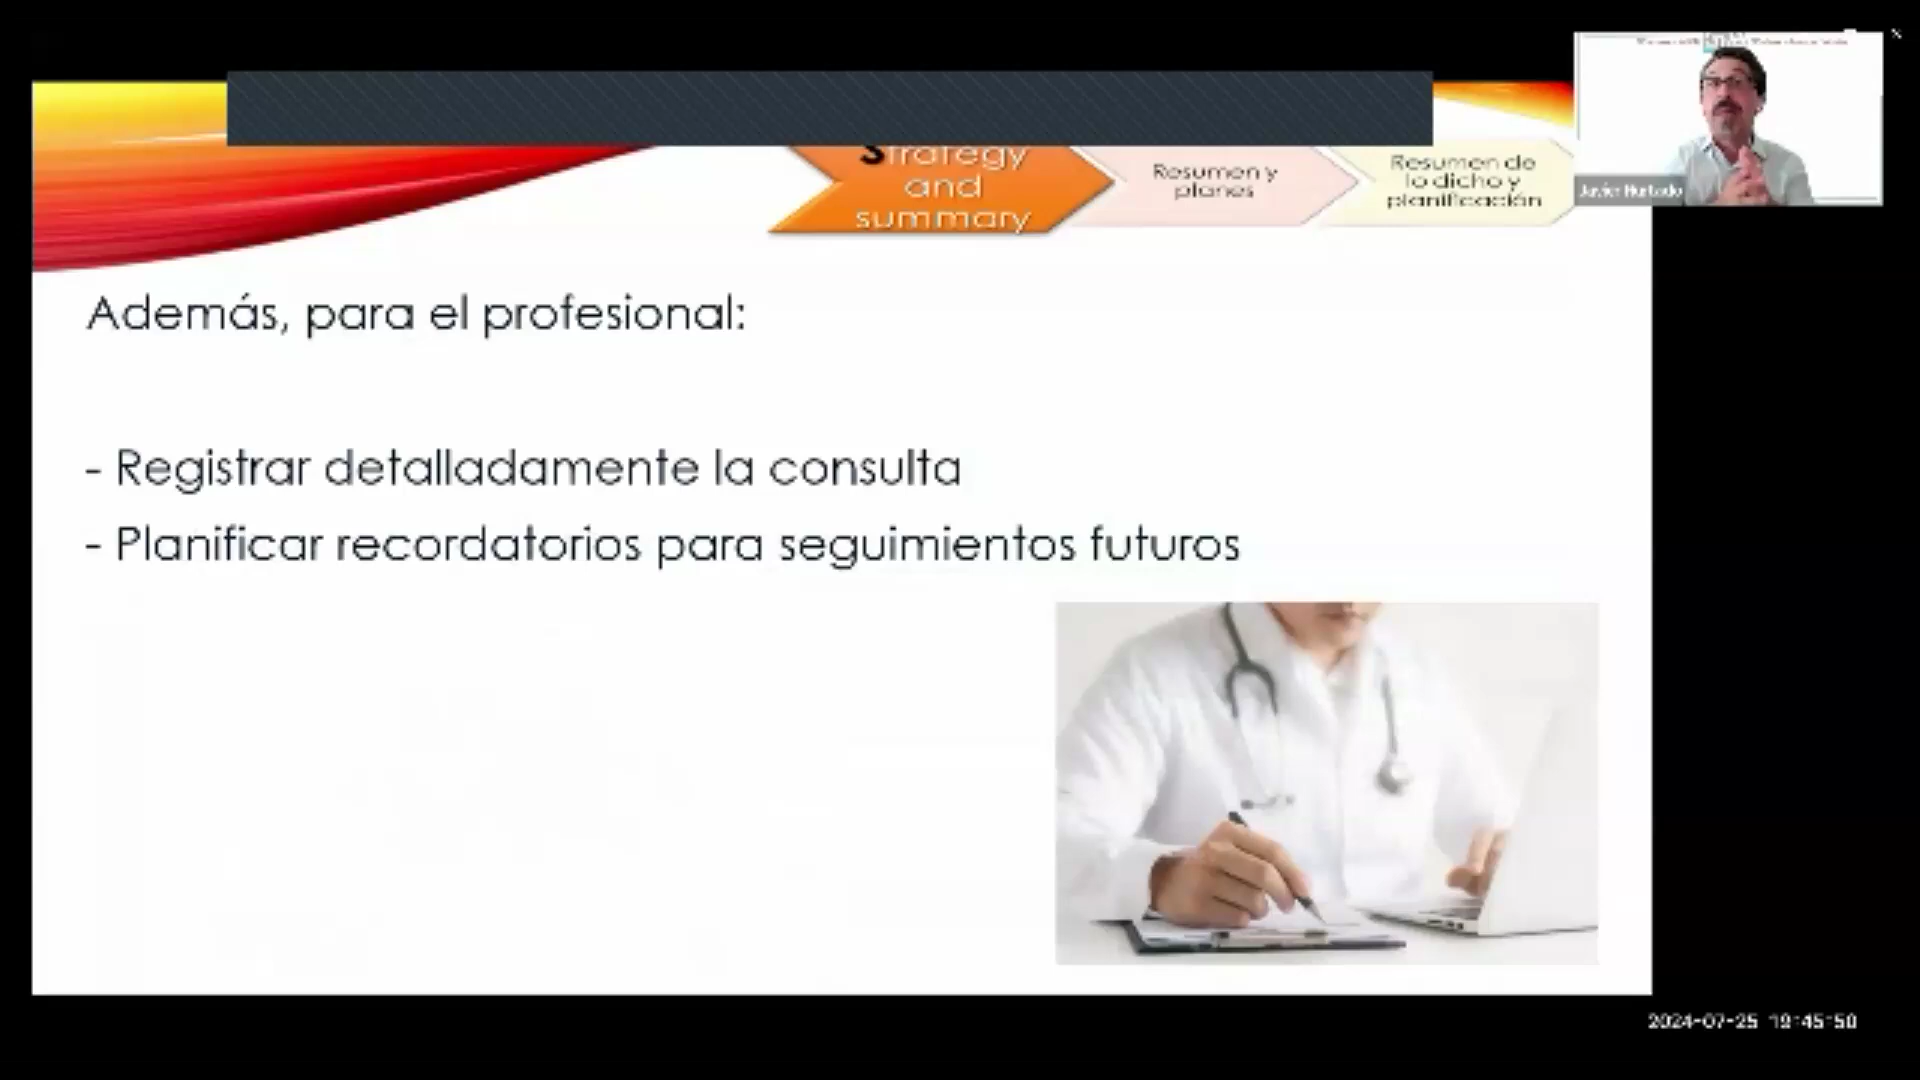 Strategy
and
summary
Resumen y
planes
Resumen de
lo dicho y
planificación
Javier Hurtado
Además, para el profesional:
- Registrar detalladamente la consulta
- Planificar recordatorios para seguimientos futuros
2024-07-25 19:45:50